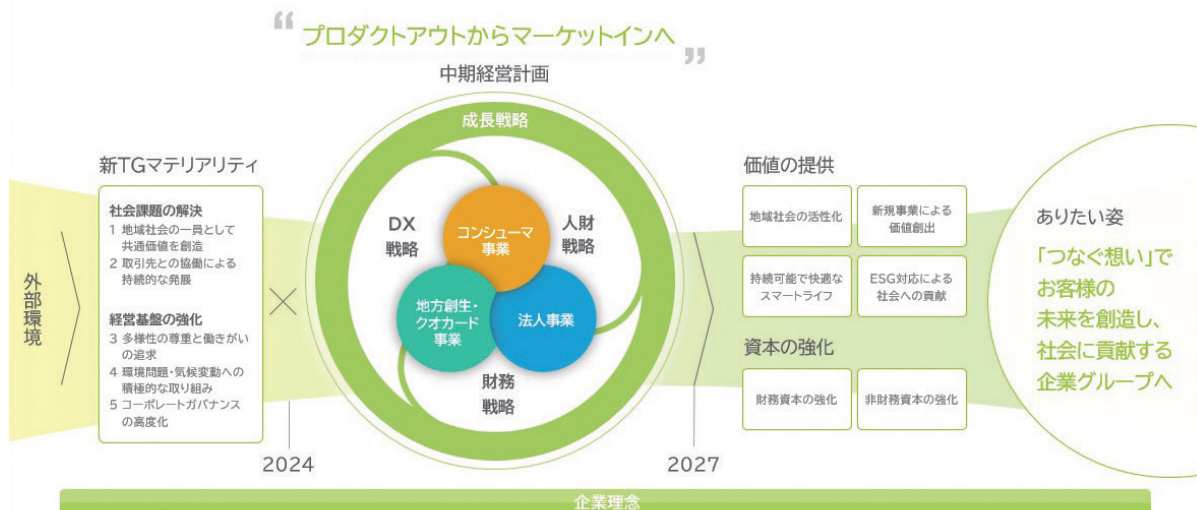 “プロダクトアウトからマーケットインへ”
中期経営計画
成長戦略
外部環境
新TGマテリアリティ
社会課題の解決
1 地域社会の一員として
共通価値を創造
2 取引先との協働による
持続的な発展
経営基盤の強化
3 多様性の尊重と働きがい
の追求
4 環境問題・気候変動への
積極的な取り組み
5 コーポレートガバナンス
の高度化
DX
戦略
人財
戦略
コンシューマ
事業
地方創生・
クオカード
事業
法人事業
財務
戦略
2024
2027
価値の提供
地域社会の活性化
新規事業による
価値創出
持続可能で快適な
スマートライフ
ESG対応による
社会への貢献
資本の強化
財務資本の強化
非財務資本の強化
ありたい姿
「つなぐ想い」で
お客様の
未来を創造し、
社会に貢献する
企業グループへ
企業理念